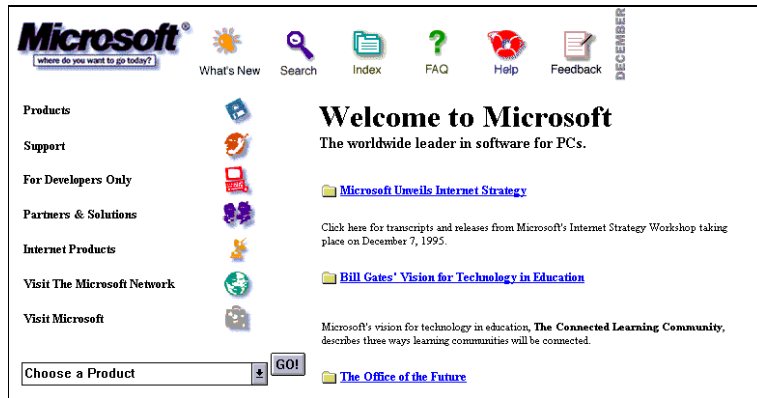 Microsoft®
where do you want to go today?
What's New
Search
Index
FAQ
Help
Feedback
DECEMBER
Products
Support
For Developers Only
Partners & Solutions
Internet Products
Visit The Microsoft Network
Visit Microsoft
Choose a Product
GO!
Welcome to Microsoft
The worldwide leader in software for PCs.
Microsoft Unveils Internet Strategy
Click here for transcripts and releases from Microsoft's Internet Strategy Workshop taking
place on December 7, 1995.
Bill Gates' Vision for Technology in Education
Microsoft's vision for technology in education, The Connected Learning Community,
describes three ways learning communities will be connected.
The Office of the Future